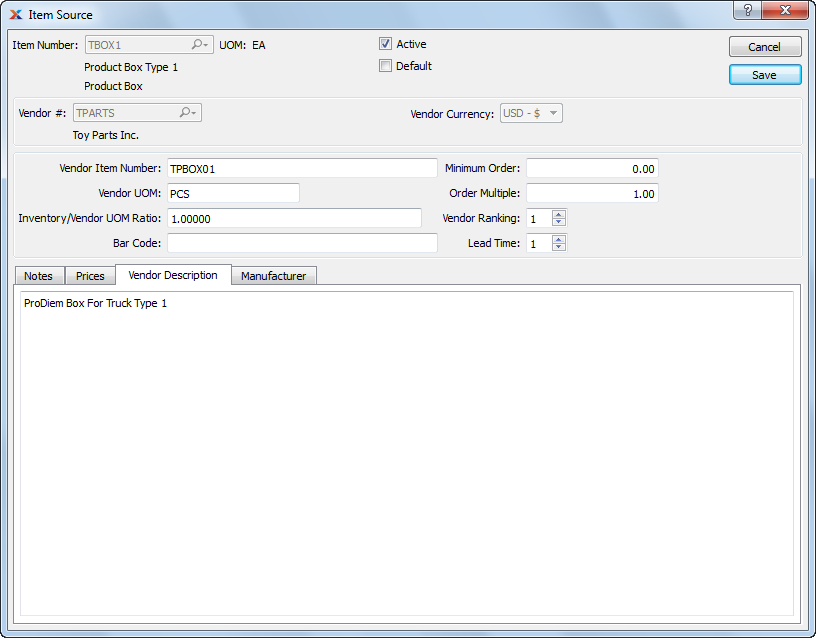 Item Source
Item Number: TBOX1 UOM: EA Active Cancel
Product Box Type 1 Default
Product Box Save
Vendor #: TPARTS Vendor Currency: USD - $
Toy Parts Inc.
Vendor Item Number: TPBOX01 Minimum Order: 0.00
Vendor UOM: PCS Order Multiple: 1.00
Inventory/Vendor UOM Ratio: 1.00000 Vendor Ranking: 1
Bar Code: Lead Time: 1
Notes Prices Vendor Description Manufacturer
ProDiem Box For Truck Type 1